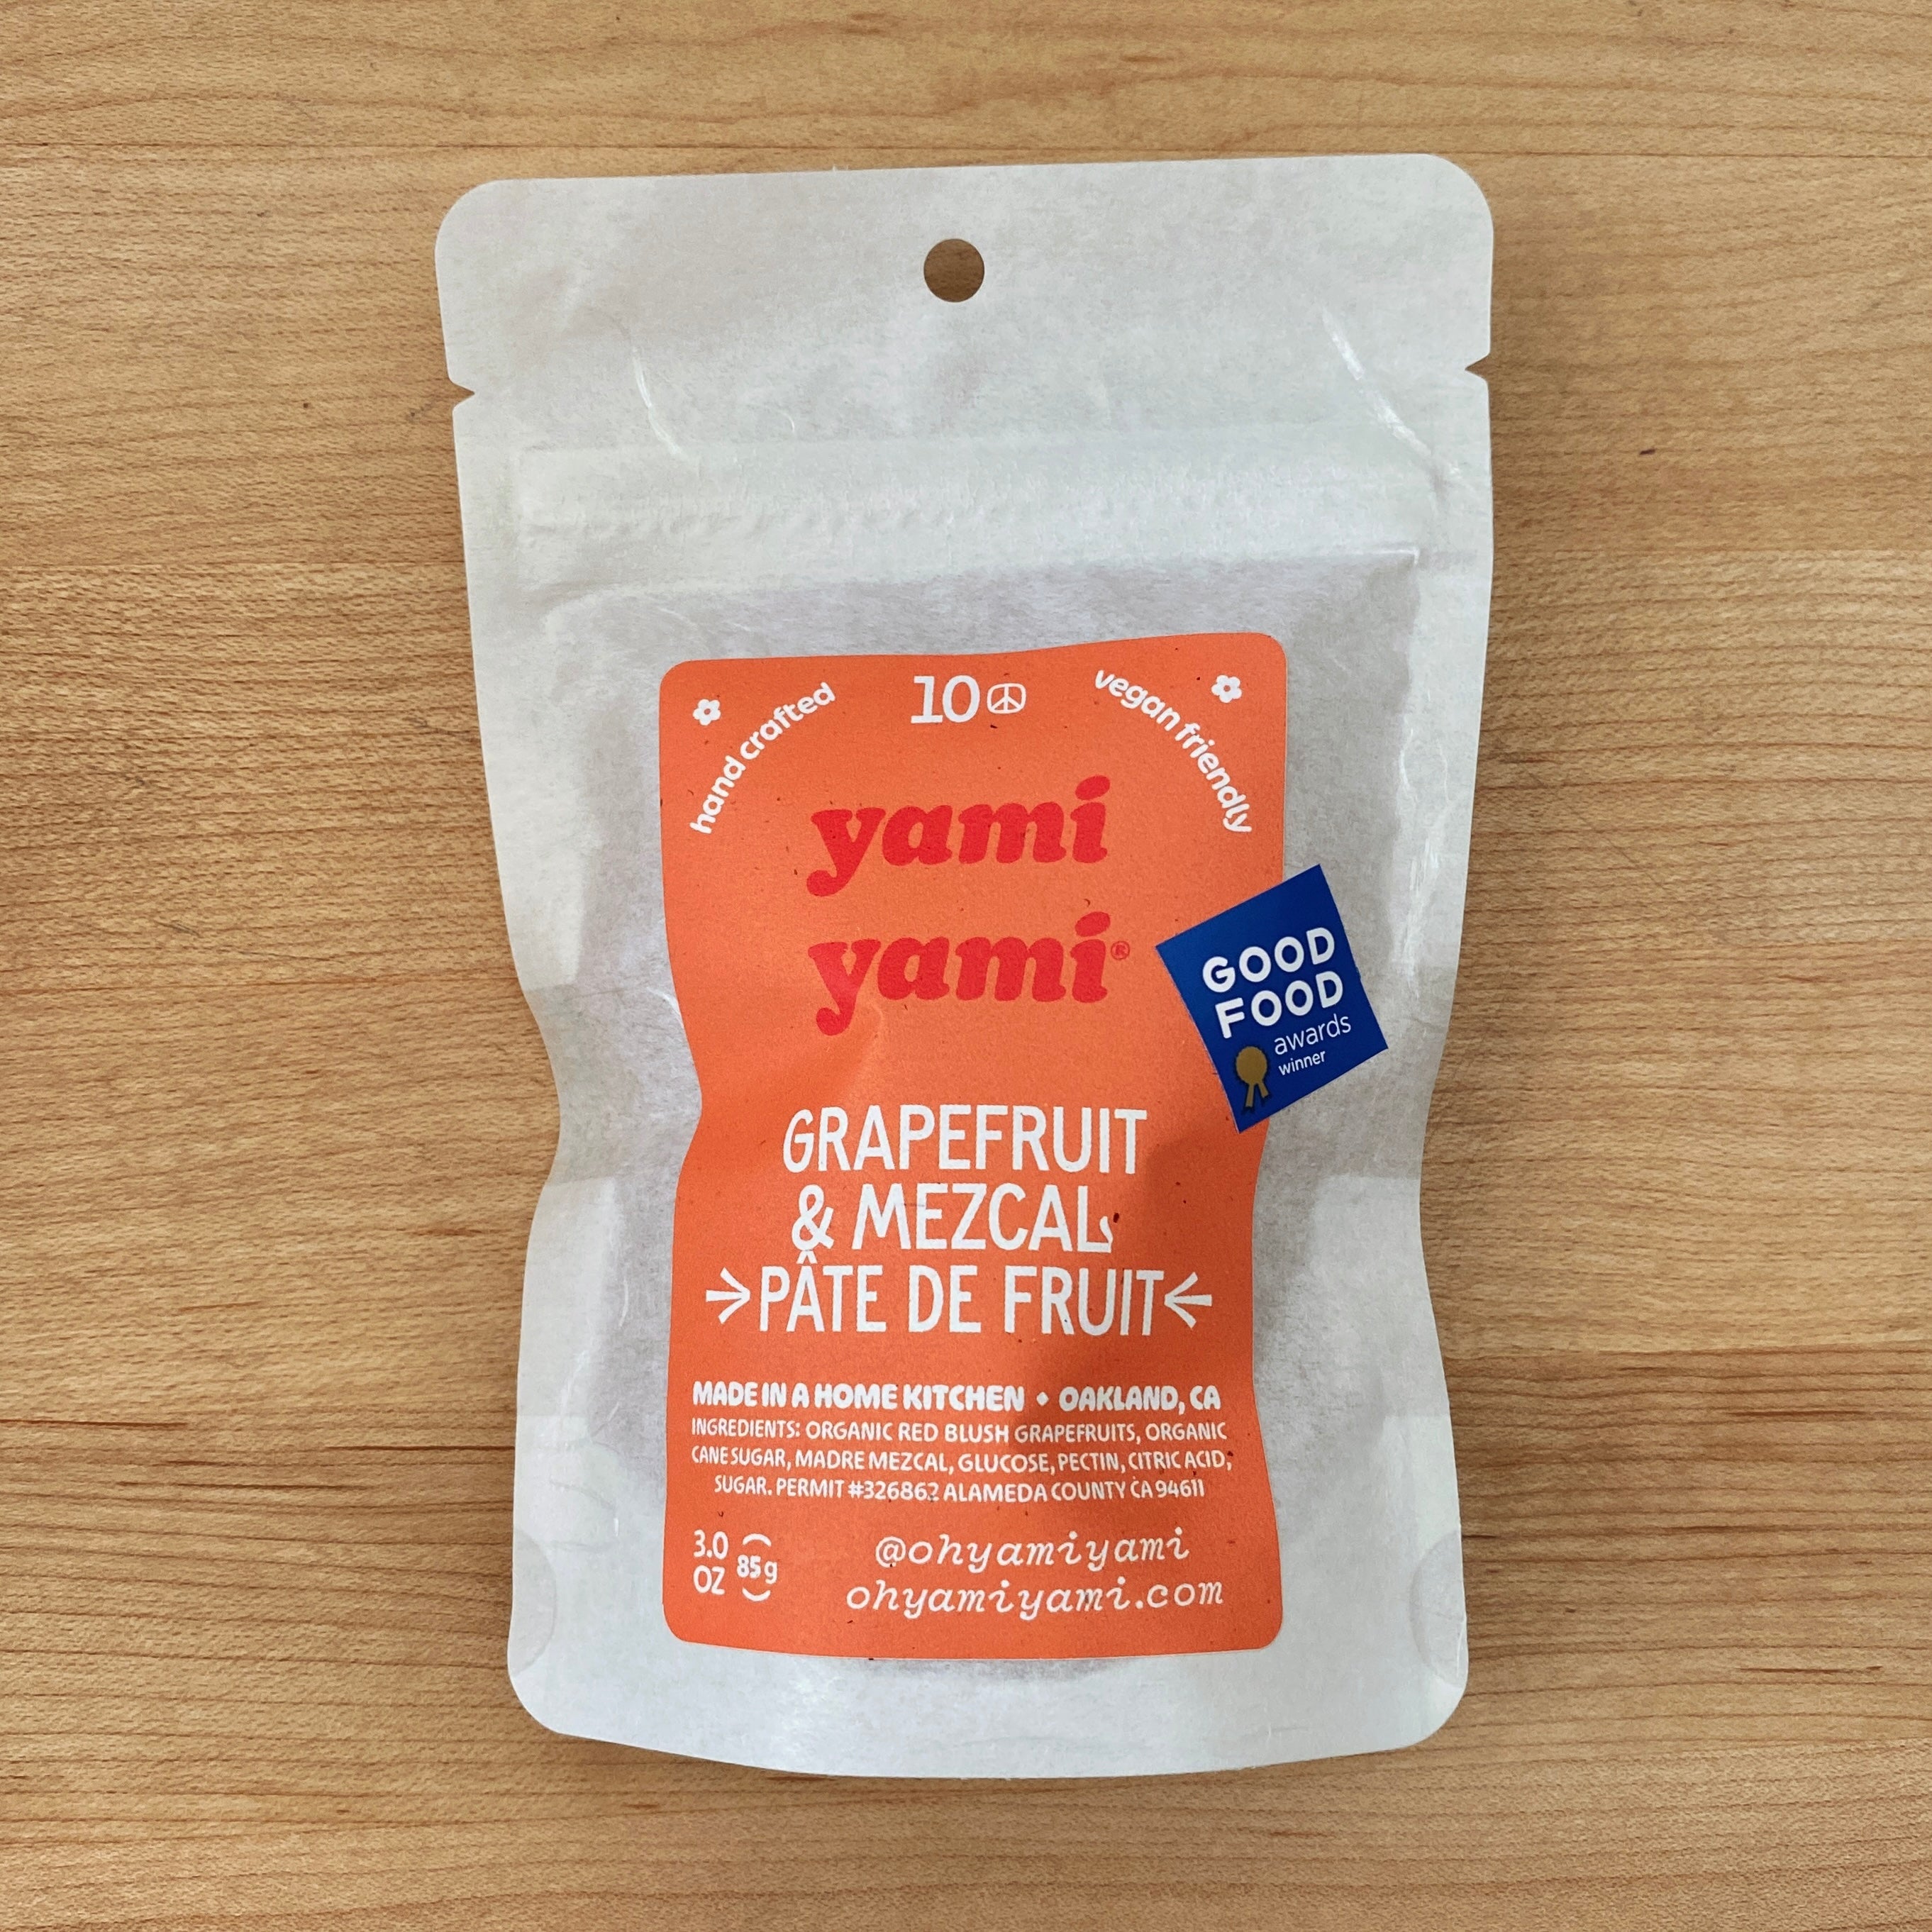 hand crafted
10
vegan friendly
yami
yami®
GOOD
FOOD
awards
winner
GRAPEFRUIT
& MEZCAL
PÂTE DE FRUIT
MADE IN A HOME KITCHEN • OAKLAND, CA
INGREDIENTS: ORGANIC RED BLUSH GRAPEFRUITS, ORGANIC
CANE SUGAR, MADRE MEZCAL, GLUCOSE, PECTIN, CITRIC ACID,
SUGAR. PERMIT #326862 ALAMEDA COUNTY CA 94611
3.0
OZ
85g
@ohyamiyami
ohyamiyami.com